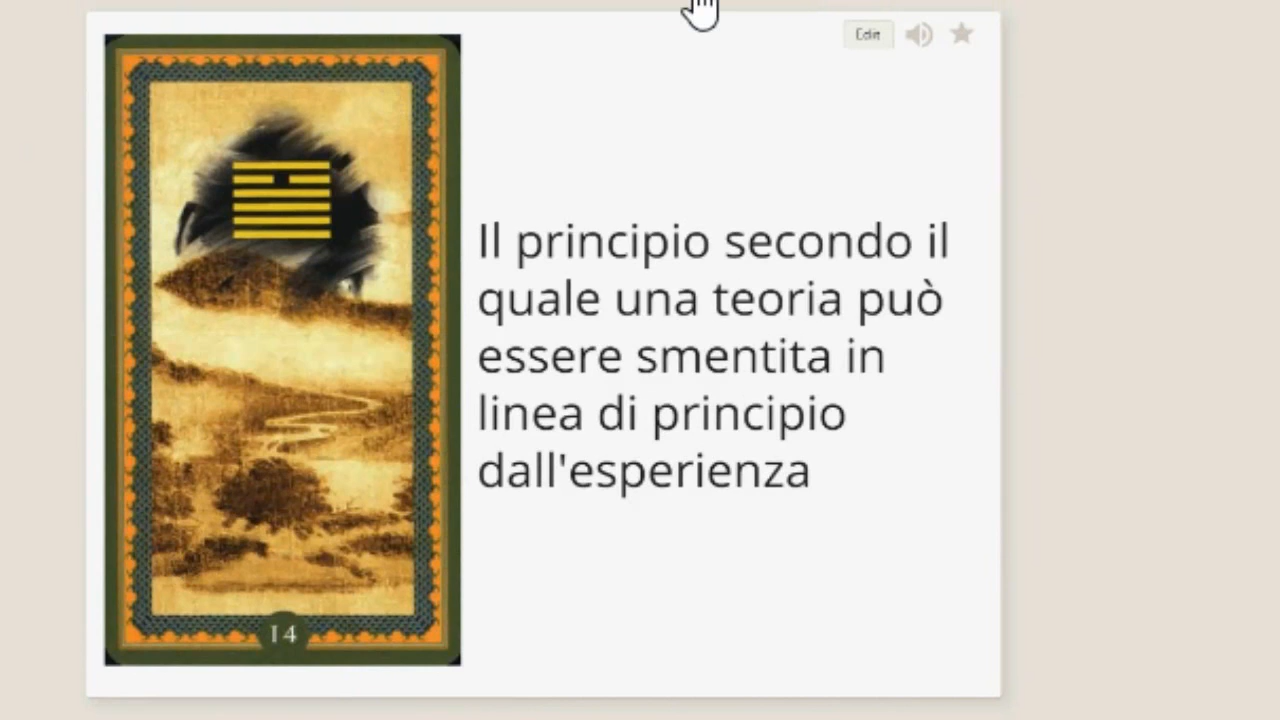 Edit
Il principio secondo il
quale una teoria può
essere smentita in
linea di principio
dall'esperienza
14